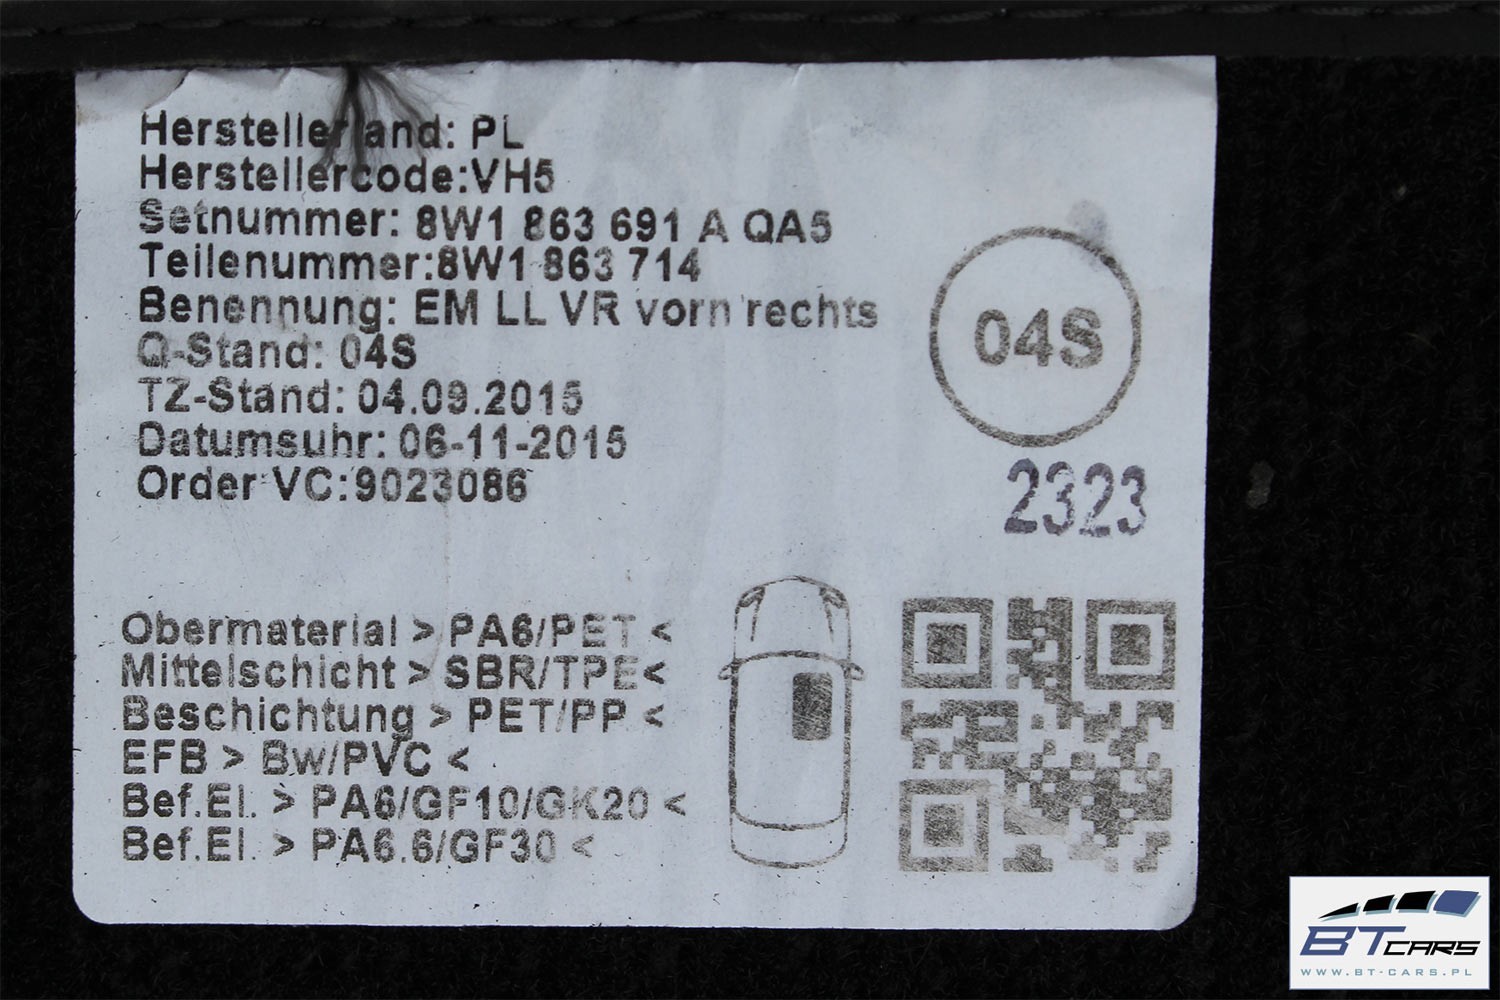 Herstellerland: PL
Herstellercode:VH5
Setnummer: 8W1 863 691 A QA5
Teilenummer:8W1 863 714
Benennung: EM LL VR vorn rechts
Q-Stand: 04S
TZ-Stand: 04.09.2015
Datumsuhr: 06-11-2015
Order VC:9023086
04S
2323
Obermaterial > PA6/PET <
Mittelschicht > SBR/TPE<
Beschichtung > PET/PP <
EFB > Bw/PVC <
Bef.El. > PA6/GF10/GK20 <
Bef.El. > PA6.6/GF30 <
BT CARS
WWW.BT-CARS.PL